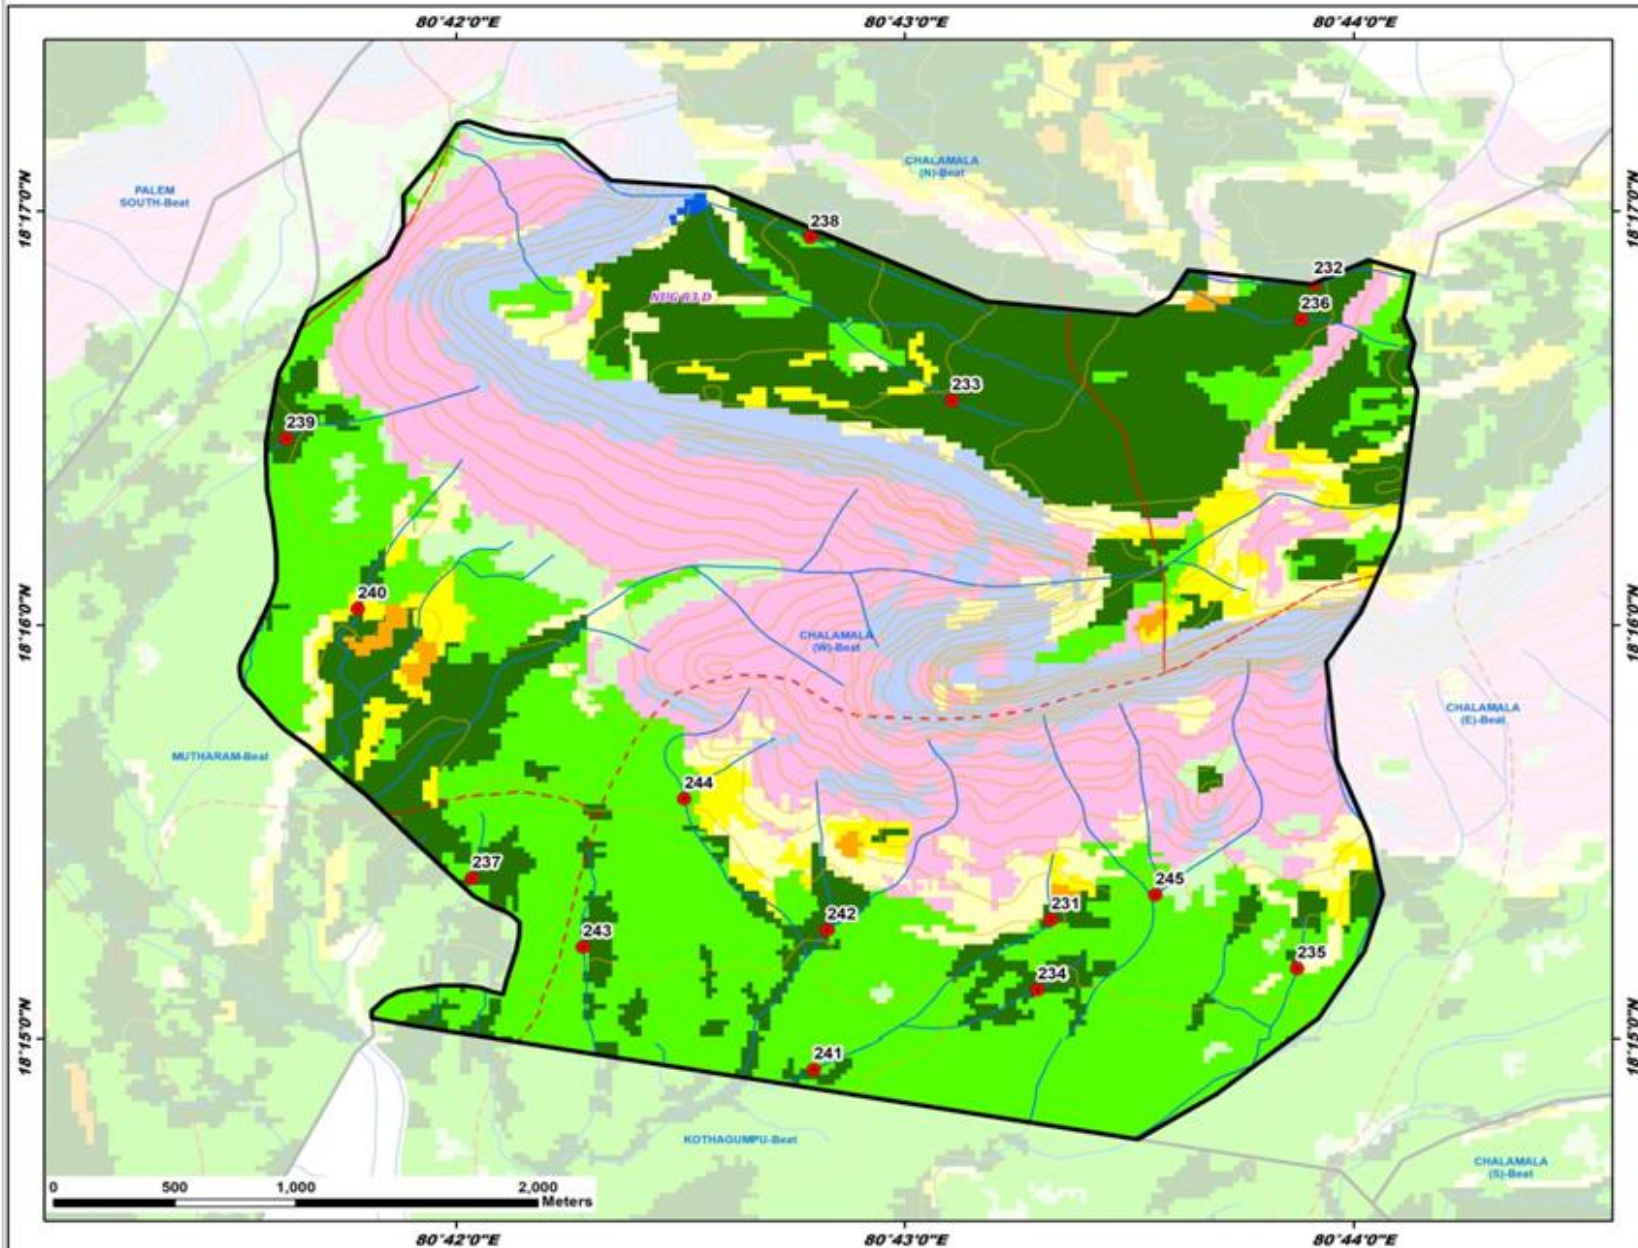 80°42'0"E
80°43'0"E
80°44'0"E
18°17'0"N
18°17'0"N
CHALAMALA
(N)-Beat
PALEM
SOUTH-Beat
238
232
236
233
239
240
CHALAMALA
(W)-Beat
18°16'0"N
18°16'0"N
CHALAMALA
(E)-Beat
MUTHARAM-Beat
244
237
245
231
242
243
235
234
18°15'0"N
18°15'0"N
241
KOTHAGUMPU-Beat
CHALAMALA
(S)-Beat
0
500
1,000
2,000
Meters
80°42'0"E
80°43'0"E
80°44'0"E